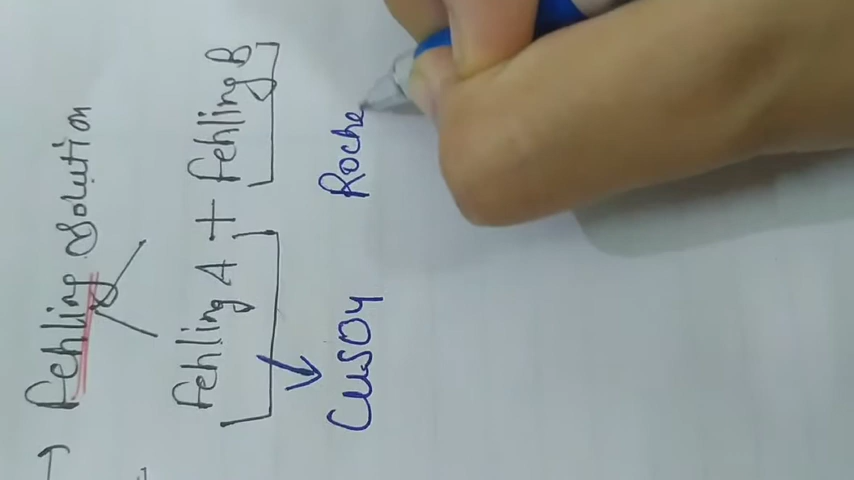 Fehling Solution
Fehling A + Fehling B
CuSO4 Roche